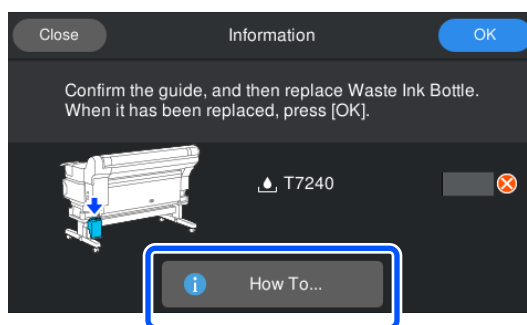 Close
Information
OK
Confirm the guide, and then replace Waste Ink Bottle.
When it has been replaced, press [OK].
T7240
i
How To...